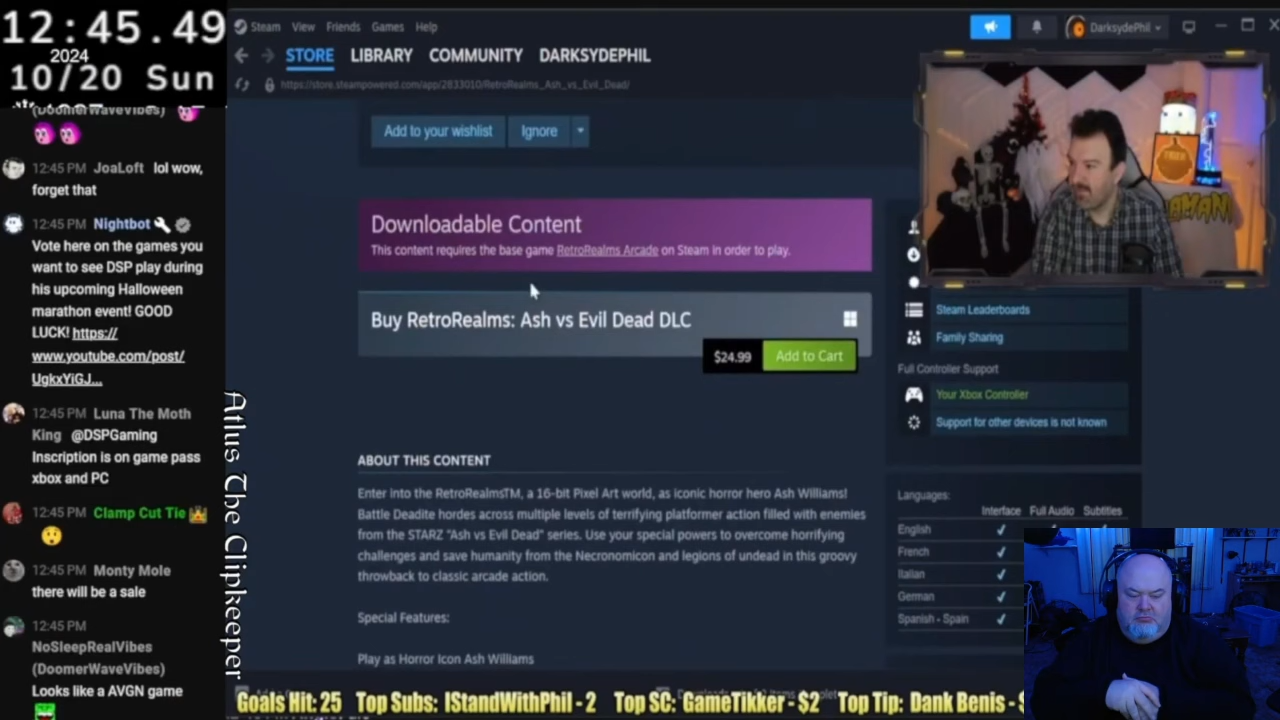 12:45.49
2024
10/20 Sun
(DoomerWaveVibes)
12:45 PM JoaLoft lol wow,
forget that
12:45 PM Nightbot
Vote here on the games you
want to see DSP play during
his upcoming Halloween
marathon event! GOOD
LUCK! https://
www.youtube.com/post/
UgkxYiGJ...
12:45 PM Luna The Moth
King @DSPGaming
Inscription is on game pass
xbox and PC
12:45 PM Clamp Cut Tie
12:45 PM Monty Mole
there will be a sale
12:45 PM
NoSleepRealVibes
(DoomerWaveVibes)
Looks like a AVGN game
Atlus The Clipkeeper
Steam View Friends Games Help
DarksydePhil
STORE LIBRARY COMMUNITY DARKSYDEPHIL
https://store.steampowered.com/app/2833010/RetroRealms_Ash_vs_Evil_Dead/
Add to your wishlist Ignore
Downloadable Content
This content requires the base game RetroRealms Arcade on Steam in order to play.
Buy RetroRealms: Ash vs Evil Dead DLC
$24.99 Add to Cart
ABOUT THIS CONTENT
Enter into the RetroRealmsTM, a 16-bit Pixel Art world, as iconic horror hero Ash Williams!
Battle Deadite hordes across multiple levels of terrifying platformer action filled with enemies
from the STARZ "Ash vs Evil Dead" series. Use your special powers to overcome horrifying
challenges and save humanity from the Necronomicon and legions of undead in this groovy
throwback to classic arcade action.
Special Features:
Play as Horror Icon Ash Williams
Steam Leaderboards
Family Sharing
Full Controller Support
Your Xbox Controller
Support for other devices is not known
Languages:
Interface Full Audio Subtitles
English
French
Italian
German
Spanish - Spain
Goals Hit: 25 Top Subs: IStandWithPhil - 2 Top SC: GameTikker - $2 Top Tip: Dank Benis - $